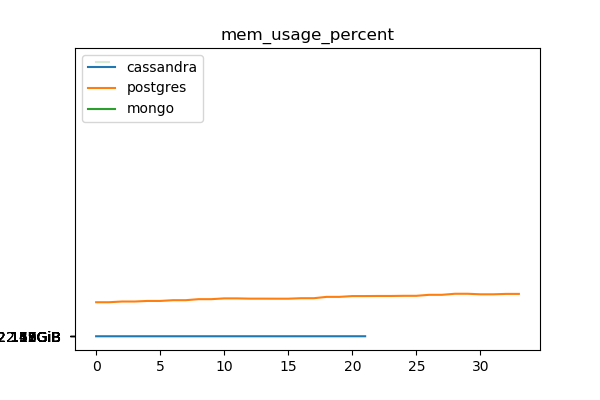 mem_usage_percent
cassandra
postgres
mongo
0 5 10 15 20 25 30